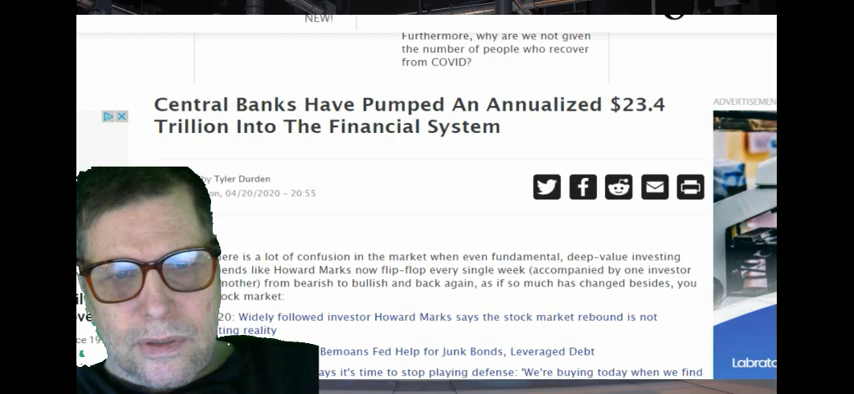 NEW!
Furthermore, why are we not given
the number of people who recover
from COVID?
Central Banks Have Pumped An Annualized $23.4
Trillion Into The Financial System
ADVERTISEMEN
by Tyler Durden
on, 04/20/2020 - 20:55
ere is a lot of confusion in the market when even fundamental, deep-value investing
ends like Howard Marks now flip-flop every single week (accompanied by one investor
nother) from bearish to bullish and back again, as if so much has changed besides, you
ock market:
20: Widely followed investor Howard Marks says the stock market rebound is not
ting reality
Bemoans Fed Help for Junk Bonds, Leveraged Debt
ays it's time to stop playing defense: 'We're buying today when we find
Labrato